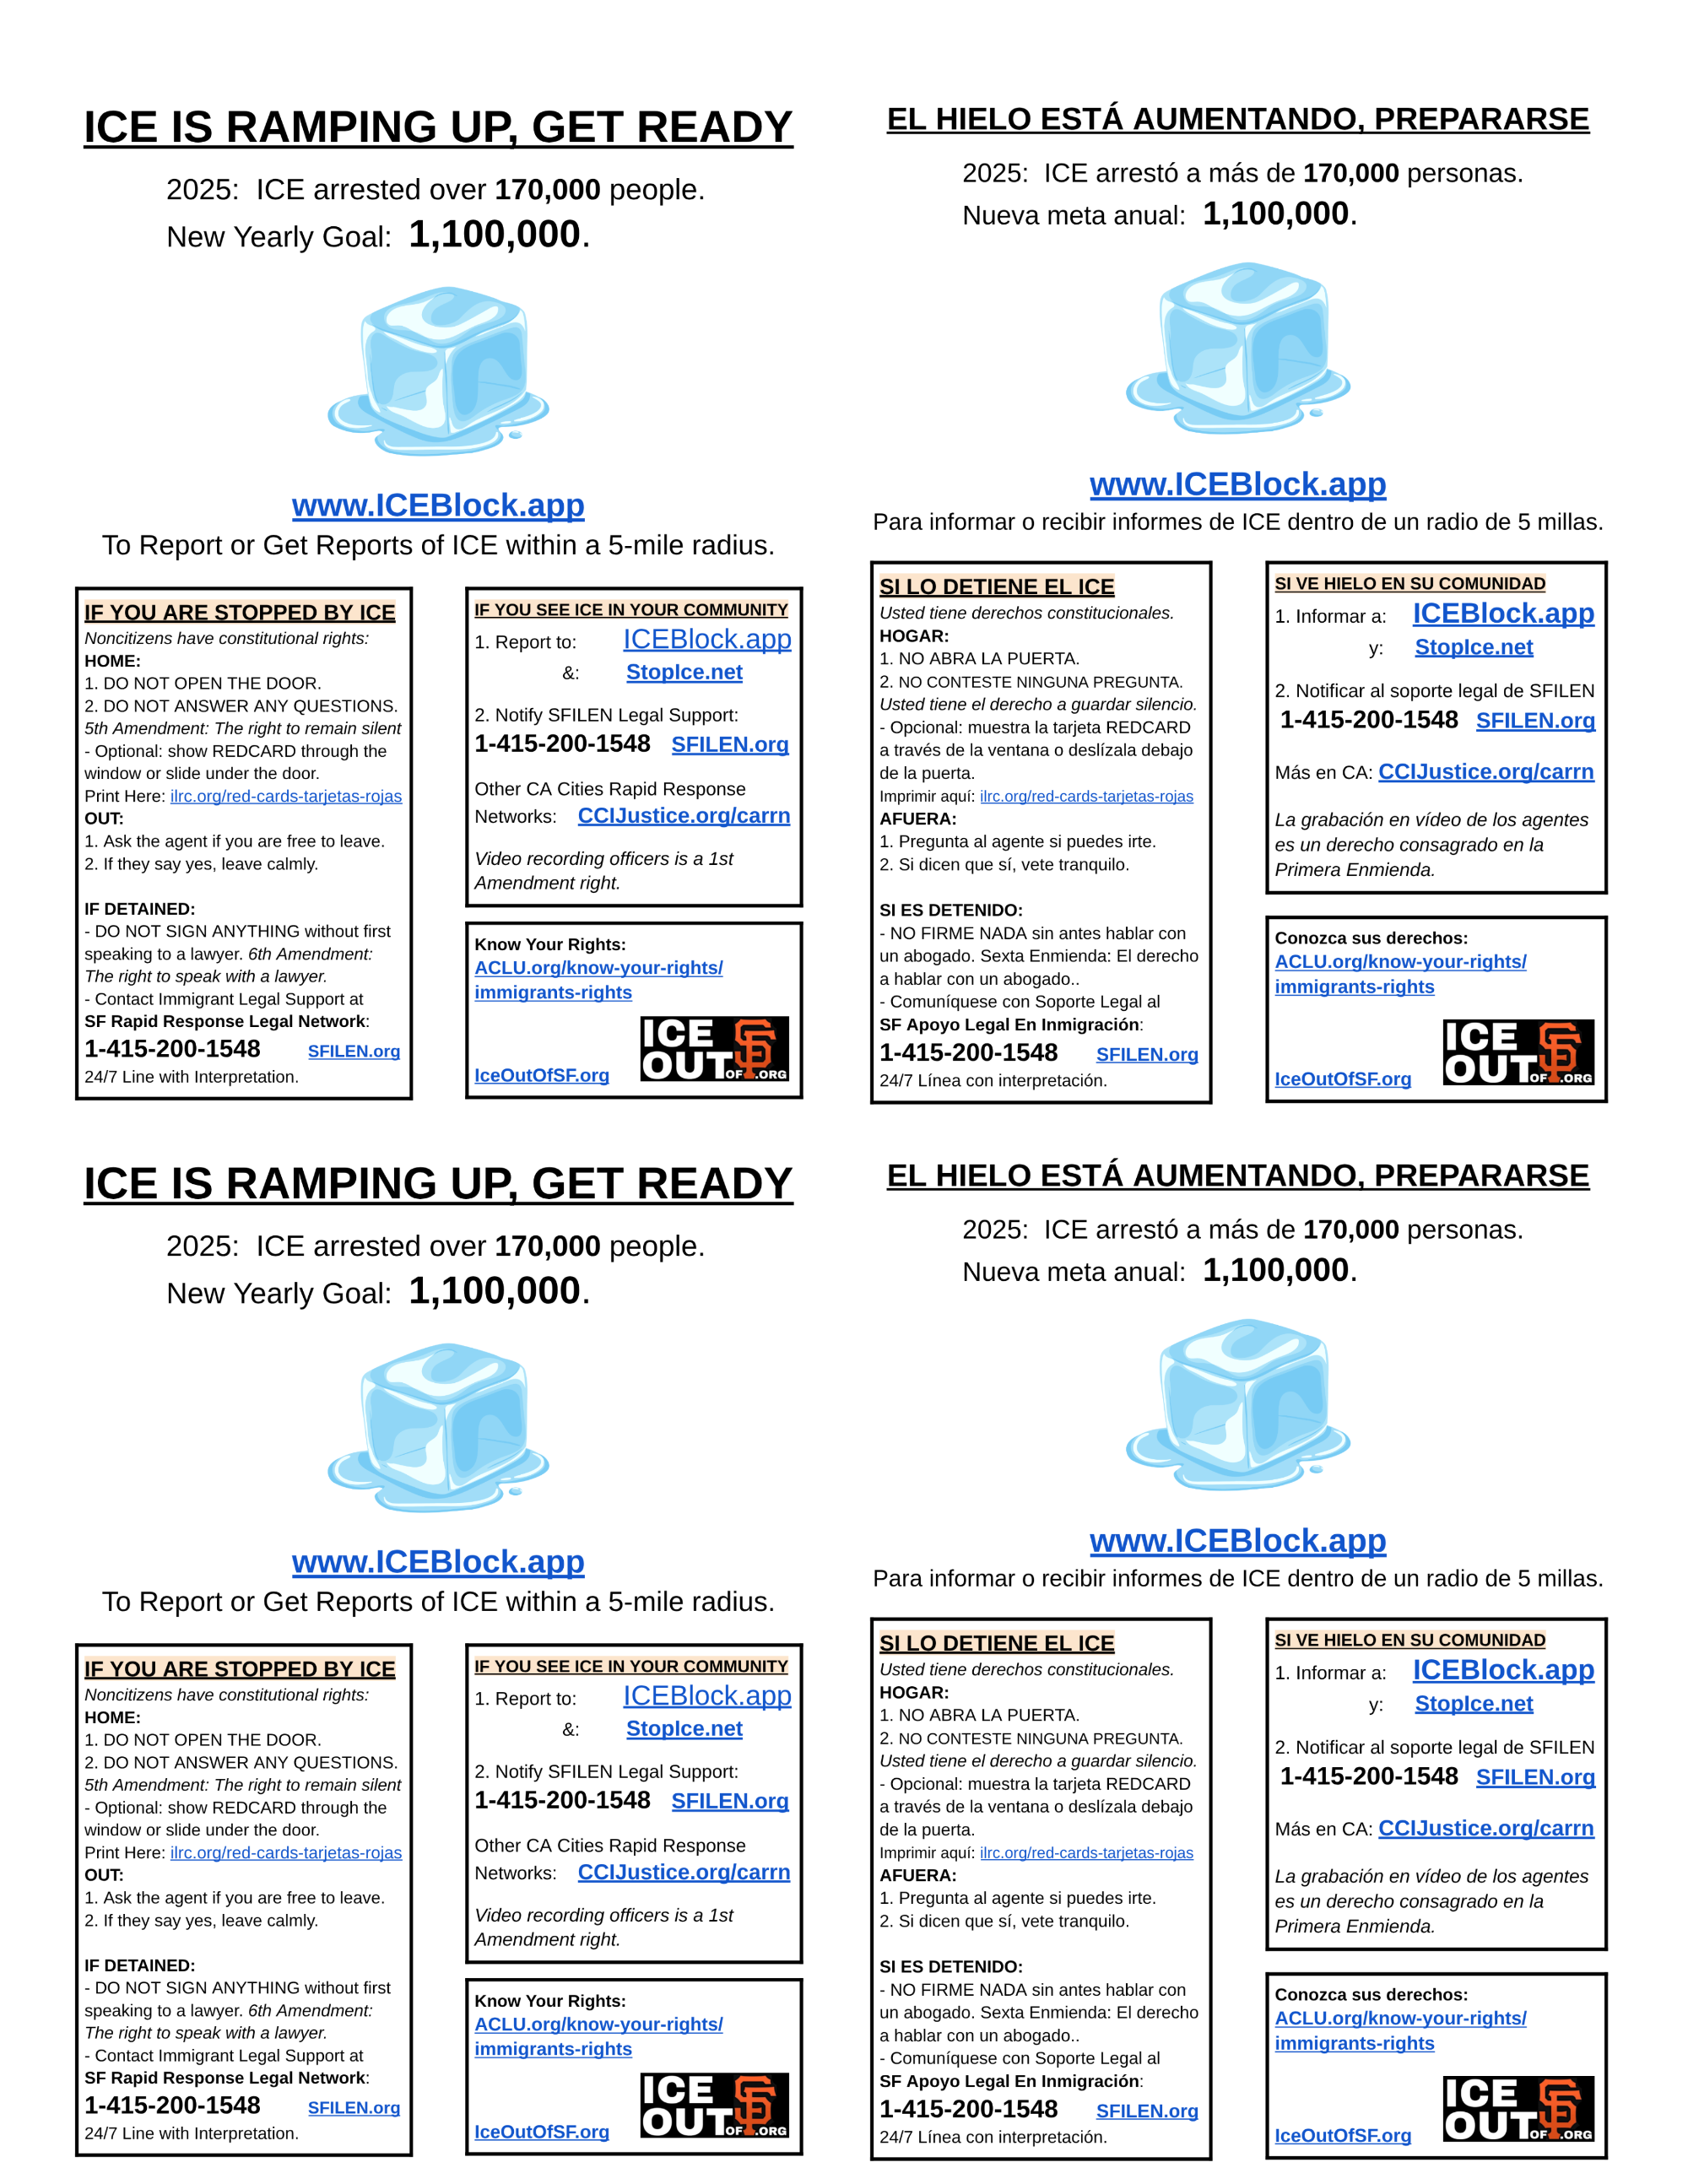 ICE IS RAMPING UP, GET READY
2025:  ICE arrested over 170,000 people.
New Yearly Goal:  1,100,000.
www.ICEBlock.app
To Report or Get Reports of ICE within a 5-mile radius.
IF YOU ARE STOPPED BY ICE
Noncitizens have constitutional rights:
HOME:
1. DO NOT OPEN THE DOOR.
2. DO NOT ANSWER ANY QUESTIONS.
5th Amendment: The right to remain silent
- Optional: show REDCARD through the
window or slide under the door.
Print Here: ilrc.org/red-cards-tarjetas-rojas
OUT:
1. Ask the agent if you are free to leave.
2. If they say yes, leave calmly.
IF DETAINED:
- DO NOT SIGN ANYTHING without first
speaking to a lawyer. 6th Amendment:
The right to speak with a lawyer.
- Contact Immigrant Legal Support at
SF Rapid Response Legal Network:
1-415-200-1548 SFILEN.org
24/7 Line with Interpretation.
IF YOU SEE ICE IN YOUR COMMUNITY
1. Report to: ICEBlock.app
&: StopIce.net
2. Notify SFILEN Legal Support:
1-415-200-1548 SFILEN.org
Other CA Cities Rapid Response
Networks: CCIJustice.org/carrn
Video recording officers is a 1st
Amendment right.
Know Your Rights:
ACLU.org/know-your-rights/
immigrants-rights
IceOutOfSF.org
ICE
OUT OF SF .ORG
EL HIELO ESTÁ AUMENTANDO, PREPARARSE
2025:  ICE arrestó a más de 170,000 personas.
Nueva meta anual:  1,100,000.
www.ICEBlock.app
Para informar o recibir informes de ICE dentro de un radio de 5 millas.
SI LO DETIENE EL ICE
Usted tiene derechos constitucionales.
HOGAR:
1. NO ABRA LA PUERTA.
2. NO CONTESTE NINGUNA PREGUNTA.
Usted tiene el derecho a guardar silencio.
- Opcional: muestra la tarjeta REDCARD
a través de la ventana o deslízala debajo
de la puerta.
Imprimir aquí: ilrc.org/red-cards-tarjetas-rojas
AFUERA:
1. Pregunta al agente si puedes irte.
2. Si dicen que sí, vete tranquilo.
SI ES DETENIDO:
- NO FIRME NADA sin antes hablar con
un abogado. Sexta Enmienda: El derecho
a hablar con un abogado..
- Comuníquese con Soporte Legal al
SF Apoyo Legal En Inmigración:
1-415-200-1548 SFILEN.org
24/7 Línea con interpretación.
SI VE HIELO EN SU COMUNIDAD
1. Informar a: ICEBlock.app
y: StopIce.net
2. Notificar al soporte legal de SFILEN
1-415-200-1548 SFILEN.org
Más en CA: CCIJustice.org/carrn
La grabación en vídeo de los agentes
es un derecho consagrado en la
Primera Enmienda.
Conozca sus derechos:
ACLU.org/know-your-rights/
immigrants-rights
IceOutOfSF.org
ICE
OUT OF SF .ORG
ICE IS RAMPING UP, GET READY
2025:  ICE arrested over 170,000 people.
New Yearly Goal:  1,100,000.
www.ICEBlock.app
To Report or Get Reports of ICE within a 5-mile radius.
IF YOU ARE STOPPED BY ICE
Noncitizens have constitutional rights:
HOME:
1. DO NOT OPEN THE DOOR.
2. DO NOT ANSWER ANY QUESTIONS.
5th Amendment: The right to remain silent
- Optional: show REDCARD through the
window or slide under the door.
Print Here: ilrc.org/red-cards-tarjetas-rojas
OUT:
1. Ask the agent if you are free to leave.
2. If they say yes, leave calmly.
IF DETAINED:
- DO NOT SIGN ANYTHING without first
speaking to a lawyer. 6th Amendment:
The right to speak with a lawyer.
- Contact Immigrant Legal Support at
SF Rapid Response Legal Network:
1-415-200-1548 SFILEN.org
24/7 Line with Interpretation.
IF YOU SEE ICE IN YOUR COMMUNITY
1. Report to: ICEBlock.app
&: StopIce.net
2. Notify SFILEN Legal Support:
1-415-200-1548 SFILEN.org
Other CA Cities Rapid Response
Networks: CCIJustice.org/carrn
Video recording officers is a 1st
Amendment right.
Know Your Rights:
ACLU.org/know-your-rights/
immigrants-rights
IceOutOfSF.org
ICE
OUT OF SF .ORG
EL HIELO ESTÁ AUMENTANDO, PREPARARSE
2025:  ICE arrestó a más de 170,000 personas.
Nueva meta anual:  1,100,000.
www.ICEBlock.app
Para informar o recibir informes de ICE dentro de un radio de 5 millas.
SI LO DETIENE EL ICE
Usted tiene derechos constitucionales.
HOGAR:
1. NO ABRA LA PUERTA.
2. NO CONTESTE NINGUNA PREGUNTA.
Usted tiene el derecho a guardar silencio.
- Opcional: muestra la tarjeta REDCARD
a través de la ventana o deslízala debajo
de la puerta.
Imprimir aquí: ilrc.org/red-cards-tarjetas-rojas
AFUERA:
1. Pregunta al agente si puedes irte.
2. Si dicen que sí, vete tranquilo.
SI ES DETENIDO:
- NO FIRME NADA sin antes hablar con
un abogado. Sexta Enmienda: El derecho
a hablar con un abogado..
- Comuníquese con Soporte Legal al
SF Apoyo Legal En Inmigración:
1-415-200-1548 SFILEN.org
24/7 Línea con interpretación.
SI VE HIELO EN SU COMUNIDAD
1. Informar a: ICEBlock.app
y: StopIce.net
2. Notificar al soporte legal de SFILEN
1-415-200-1548 SFILEN.org
Más en CA: CCIJustice.org/carrn
La grabación en vídeo de los agentes
es un derecho consagrado en la
Primera Enmienda.
Conozca sus derechos:
ACLU.org/know-your-rights/
immigrants-rights
IceOutOfSF.org
ICE
OUT OF SF .ORG